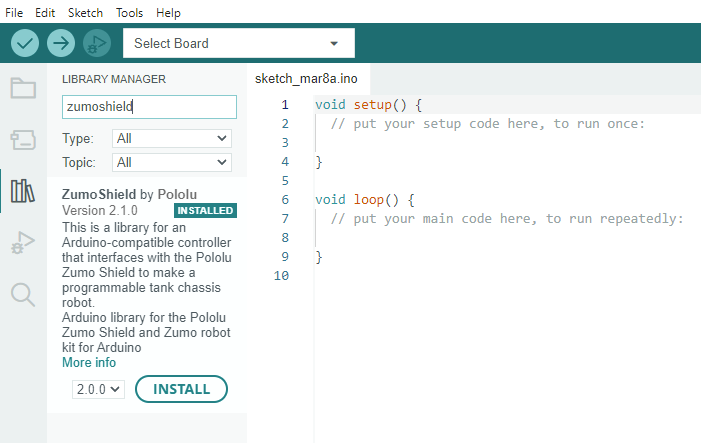 File Edit Sketch Tools Help
Select Board
LIBRARY MANAGER
zumoshield
Type: All
Topic: All
ZumoShield by Pololu
Version 2.1.0 INSTALLED
This is a library for an
Arduino-compatible controller
that interfaces with the Pololu
Zumo Shield to make a
programmable tank chassis
robot.
Arduino library for the Pololu
Zumo Shield and Zumo robot
kit for Arduino
More info
2.0.0 INSTALL
sketch_mar8a.ino
1 void setup() {
2 // put your setup code here, to run once:
3
4 }
5
6 void loop() {
7 // put your main code here, to run repeatedly:
8
9 }
10